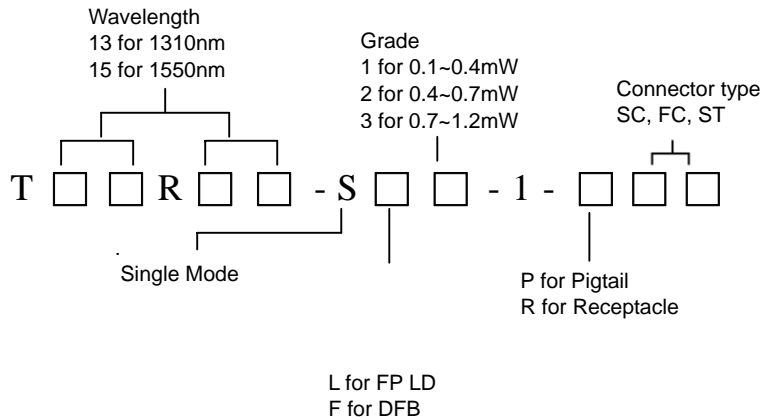 Wavelength
13 for 1310nm
15 for 1550nm
Grade
1 for 0.1~0.4mW
2 for 0.4~0.7mW
3 for 0.7~1.2mW
Connector type
SC, FC, ST
T □ □ R □ □ - S □ □ - 1 - □ □ □
Single Mode
P for Pigtail
R for Receptacle
L for FP LD
F for DFB